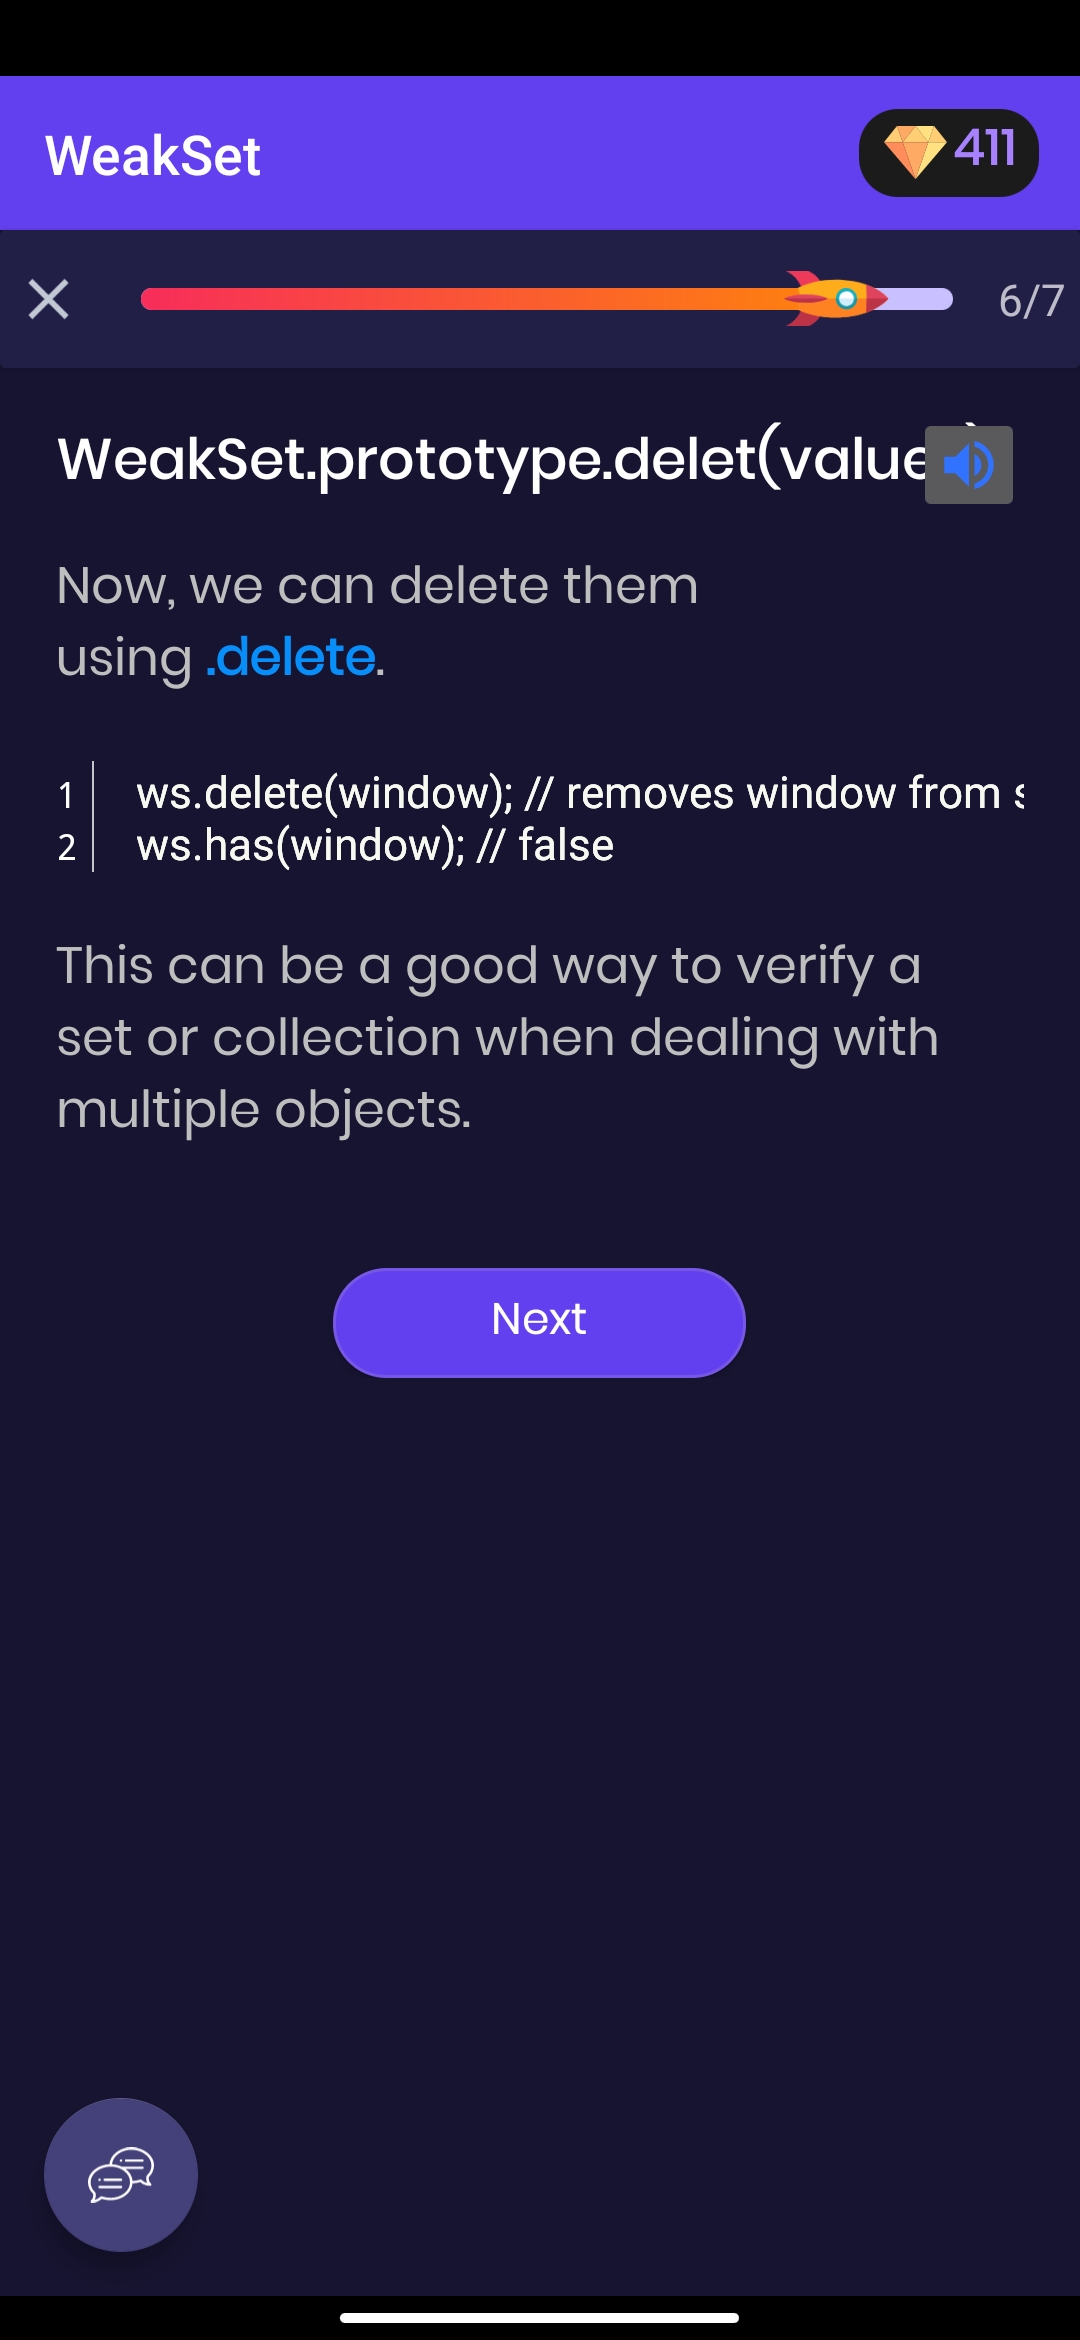 WeakSet
411
6/7
WeakSet.prototype.delet(value
Now, we can delete them
using .delete.
1 ws.delete(window); // removes window from
2 ws.has(window); // false
This can be a good way to verify a
set or collection when dealing with
multiple objects.
Next